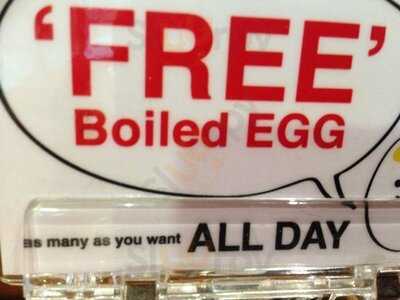 'FREE'
Boiled EGG
as many as you want ALL DAY